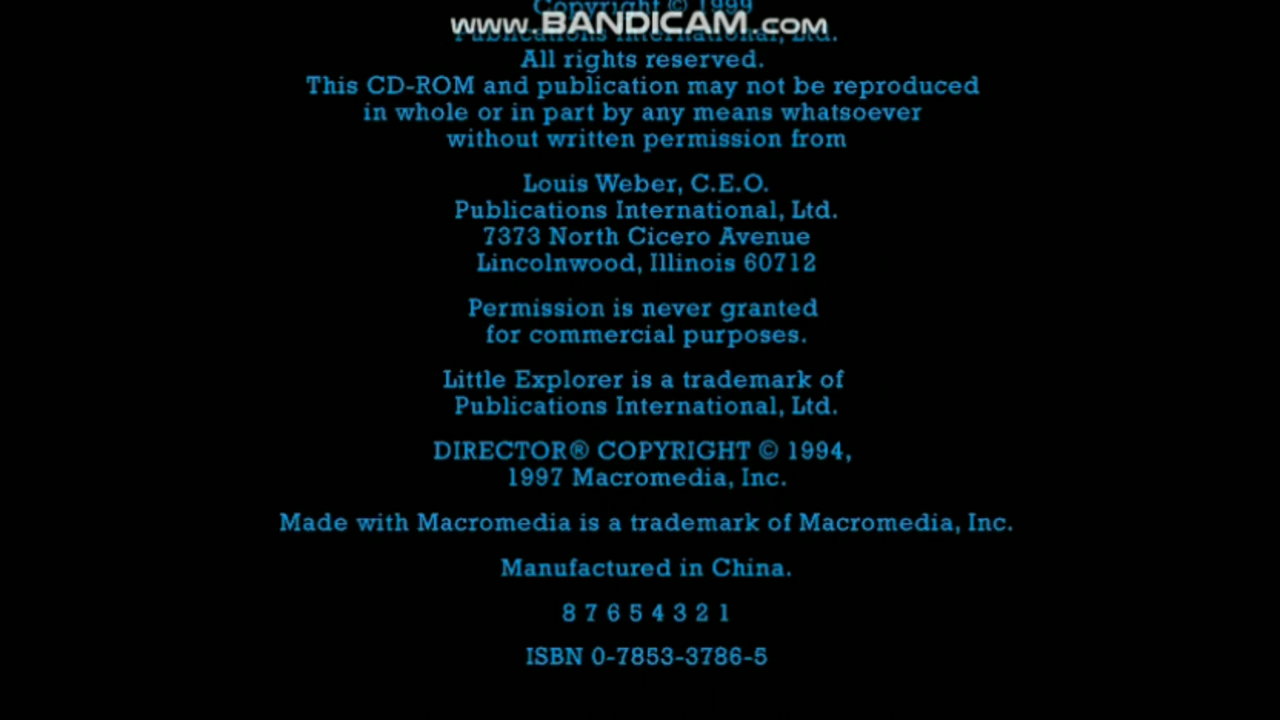 Copyright © 1999
www.BANDICAM.com
Publications International, Ltd.
All rights reserved.
This CD-ROM and publication may not be reproduced
in whole or in part by any means whatsoever
without written permission from
Louis Weber, C.E.O.
Publications International, Ltd.
7373 North Cicero Avenue
Lincolnwood, Illinois 60712
Permission is never granted
for commercial purposes.
Little Explorer is a trademark of
Publications International, Ltd.
DIRECTOR® COPYRIGHT © 1994,
1997 Macromedia, Inc.
Made with Macromedia is a trademark of Macromedia, Inc.
Manufactured in China.
8 7 6 5 4 3 2 1
ISBN 0-7853-3786-5